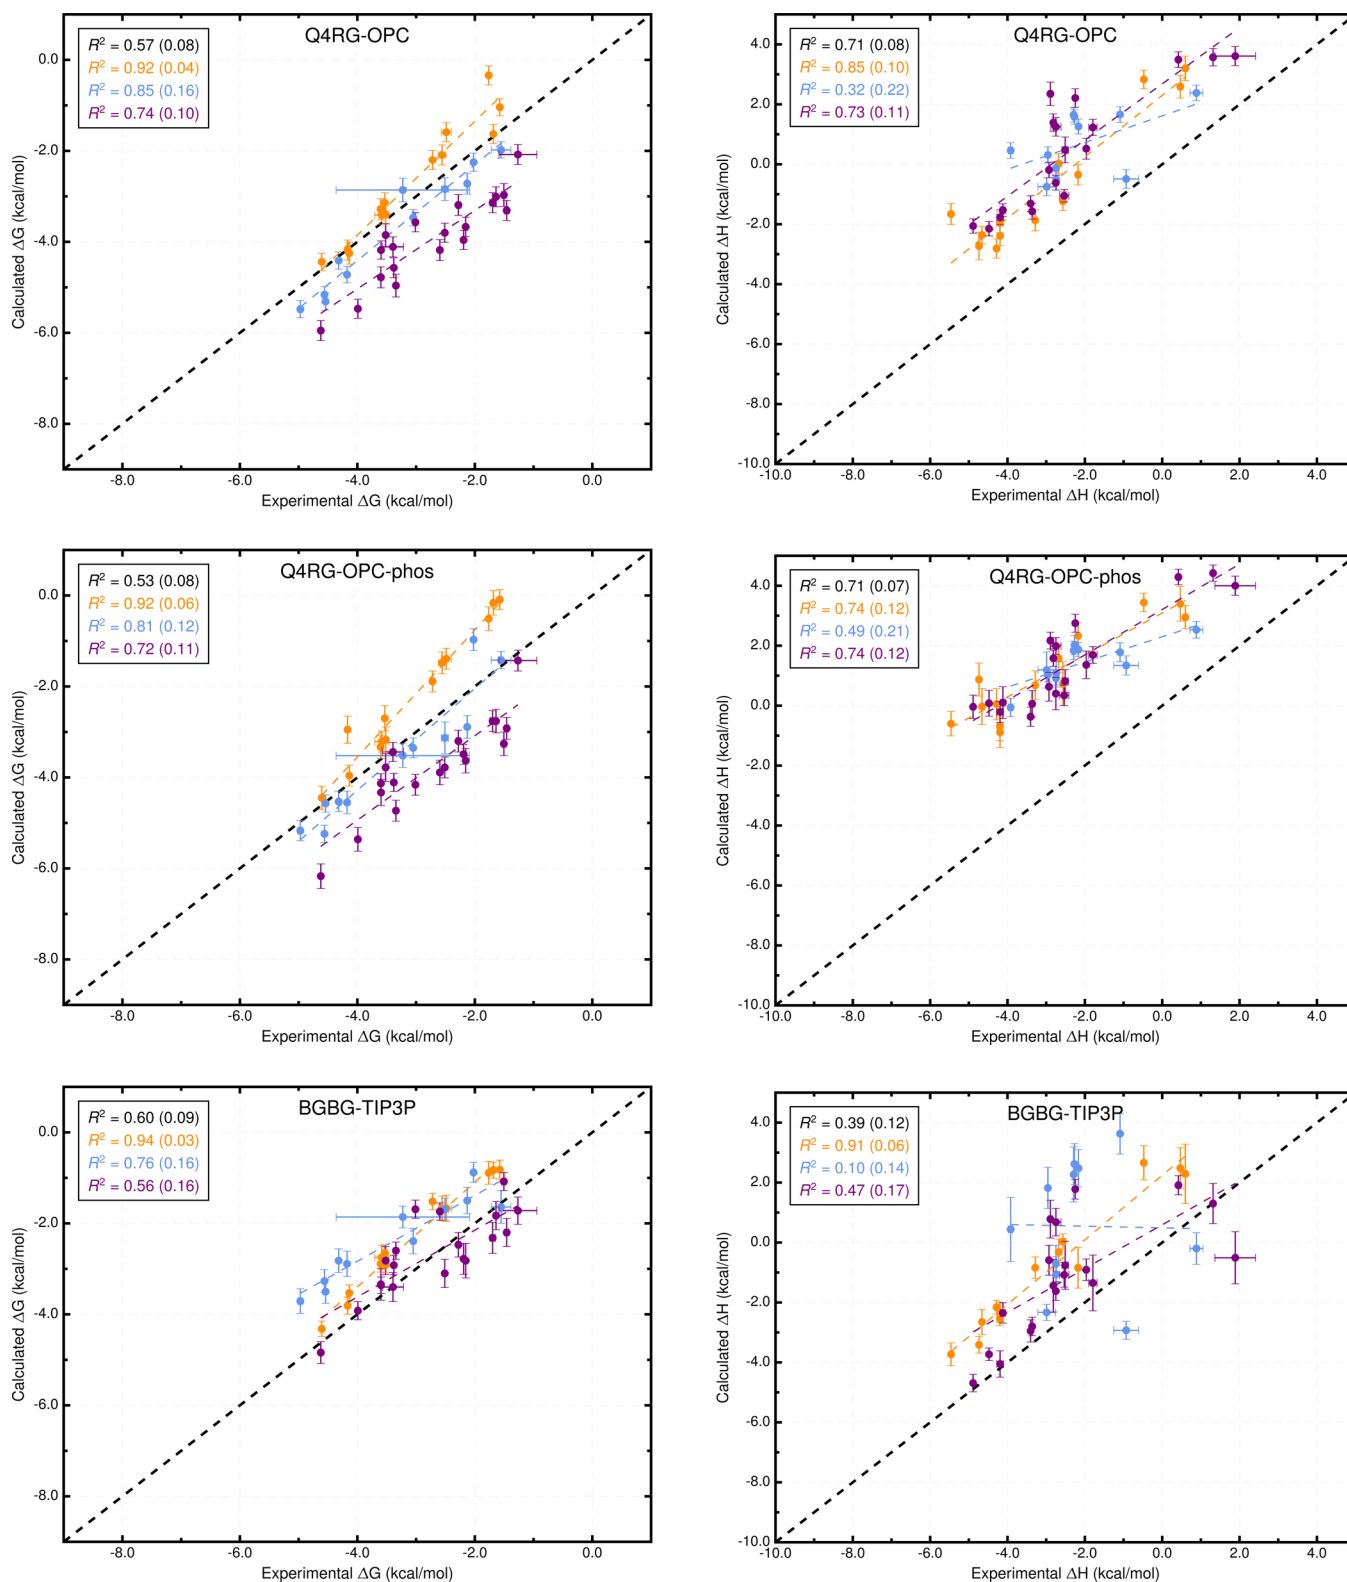 Q4RG-OPC
R² = 0.57 (0.08)
R² = 0.92 (0.04)
R² = 0.85 (0.16)
R² = 0.74 (0.10)
0.0
-2.0
-4.0
-6.0
-8.0
Calculated ΔG (kcal/mol)
-8.0 -6.0 -4.0 -2.0 0.0
Experimental ΔG (kcal/mol)
Q4RG-OPC
R² = 0.71 (0.08)
R² = 0.85 (0.10)
R² = 0.32 (0.22)
R² = 0.73 (0.11)
4.0
2.0
0.0
-2.0
-4.0
-6.0
-8.0
-10.0
Calculated ΔH (kcal/mol)
-10.0 -8.0 -6.0 -4.0 -2.0 0.0 2.0 4.0
Experimental ΔH (kcal/mol)
Q4RG-OPC-phos
R² = 0.53 (0.08)
R² = 0.92 (0.06)
R² = 0.81 (0.12)
R² = 0.72 (0.11)
0.0
-2.0
-4.0
-6.0
-8.0
Calculated ΔG (kcal/mol)
-8.0 -6.0 -4.0 -2.0 0.0
Experimental ΔG (kcal/mol)
Q4RG-OPC-phos
R² = 0.71 (0.07)
R² = 0.74 (0.12)
R² = 0.49 (0.21)
R² = 0.74 (0.12)
4.0
2.0
0.0
-2.0
-4.0
-6.0
-8.0
-10.0
Calculated ΔH (kcal/mol)
-10.0 -8.0 -6.0 -4.0 -2.0 0.0 2.0 4.0
Experimental ΔH (kcal/mol)
BGBG-TIP3P
R² = 0.60 (0.09)
R² = 0.94 (0.03)
R² = 0.76 (0.16)
R² = 0.56 (0.16)
0.0
-2.0
-4.0
-6.0
-8.0
Calculated ΔG (kcal/mol)
-8.0 -6.0 -4.0 -2.0 0.0
Experimental ΔG (kcal/mol)
BGBG-TIP3P
R² = 0.39 (0.12)
R² = 0.91 (0.06)
R² = 0.10 (0.14)
R² = 0.47 (0.17)
4.0
2.0
0.0
-2.0
-4.0
-6.0
-8.0
-10.0
Calculated ΔH (kcal/mol)
-10.0 -8.0 -6.0 -4.0 -2.0 0.0 2.0 4.0
Experimental ΔH (kcal/mol)